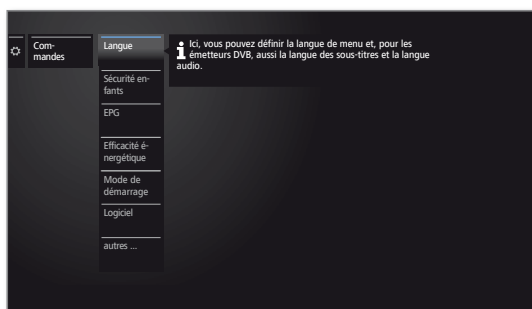 Com-
mandes
Langue
Ici, vous pouvez définir la langue de menu et, pour les
émetteurs DVB, aussi la langue des sous-titres et la langue
audio.
Sécurité en-
fants
EPG
Efficacité é-
nergétique
Mode de
démarrage
Logiciel
autres ...